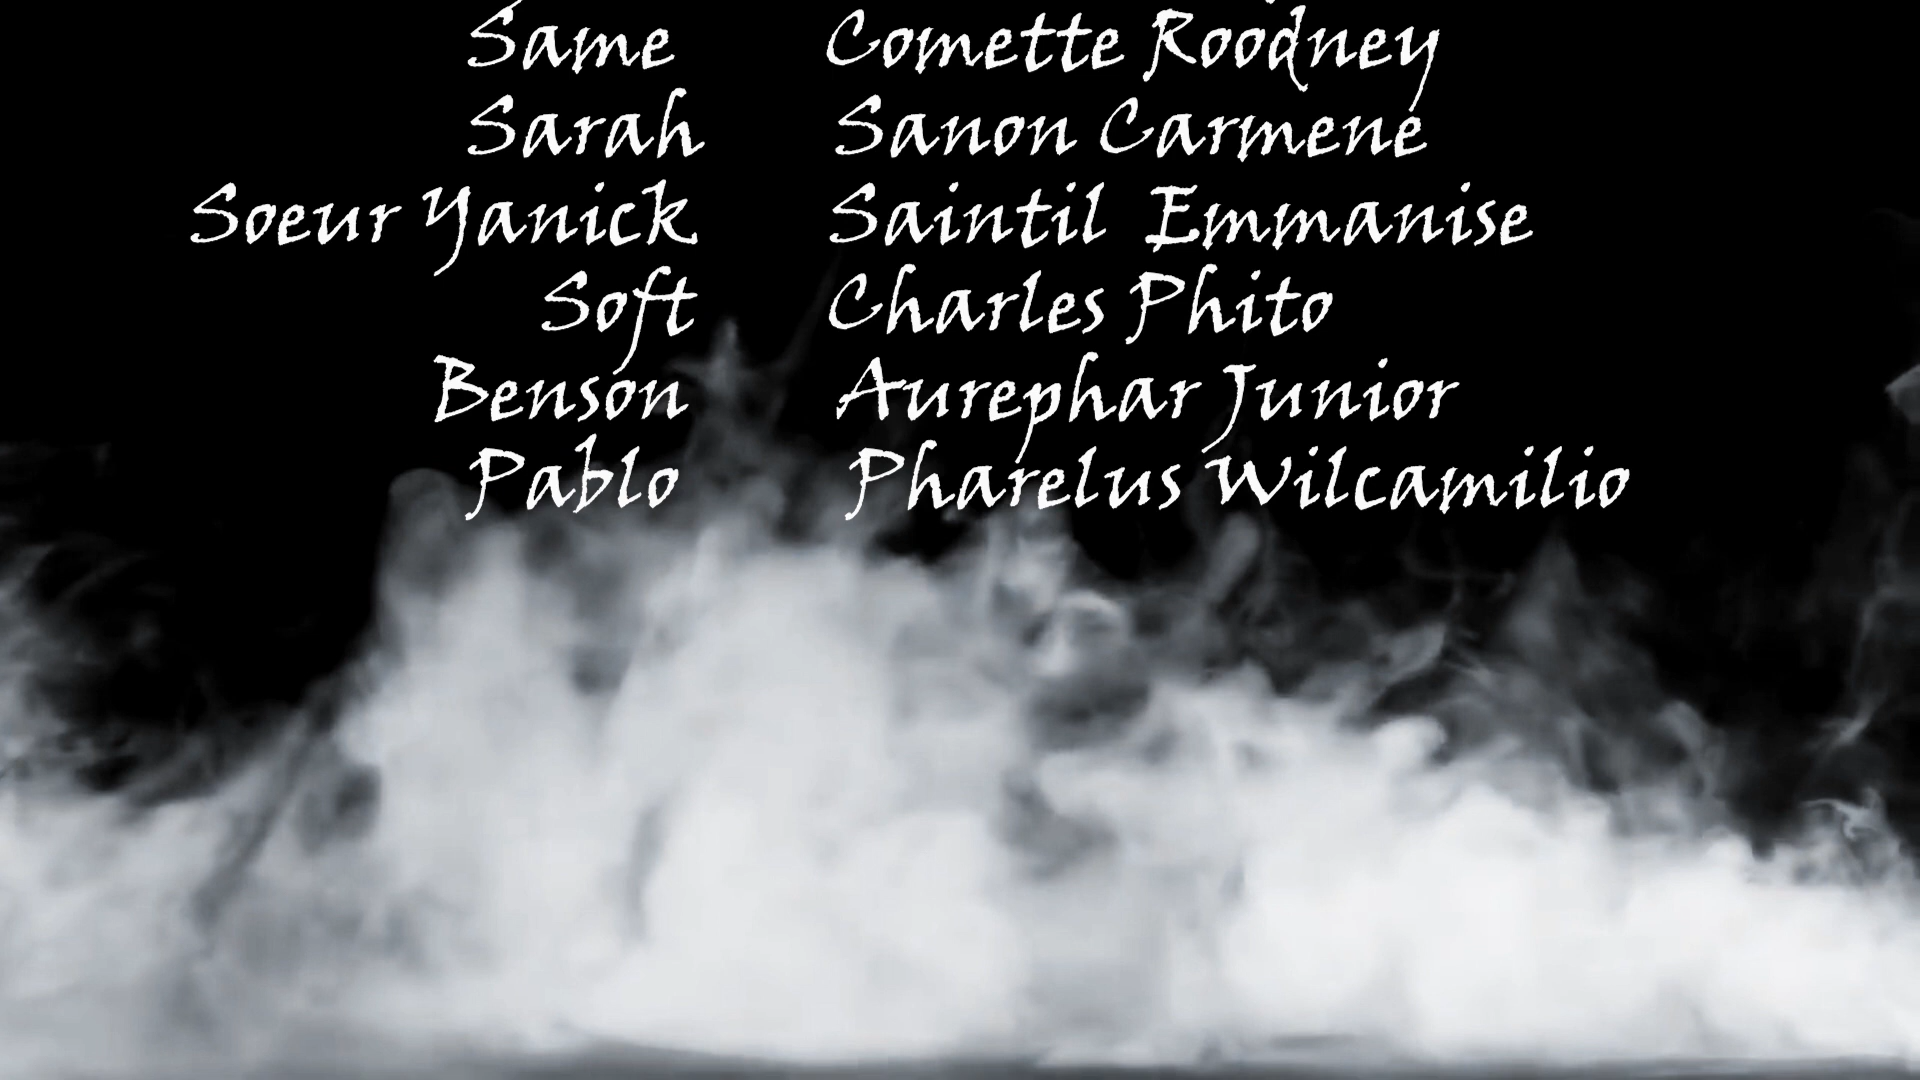 Same Comette Roodney
Sarah Sanon Carmene
Soeur Yanick Saintil Emmanise
Soft Charles Phito
Benson Aurephar Junior
Pablo Pharelus Wilcamilio